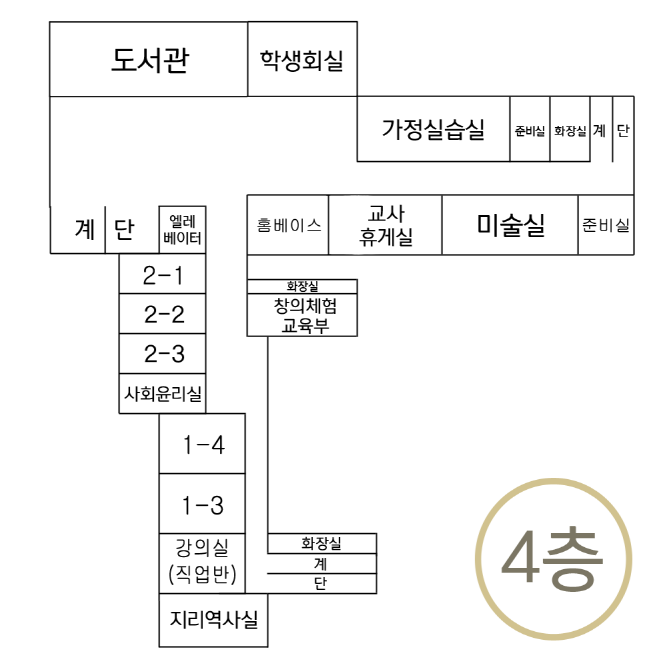 도서관
학생회실
가정실습실
준비실
화장실
계 단
계 단
엘레
베이터
홈베이스
교사
휴게실
미술실
준비실
2-1
2-2
2-3
사회윤리실
화장실
창의체험
교육부
1-4
1-3
강의실
(직업반)
화장실
계
단
지리역사실
4층